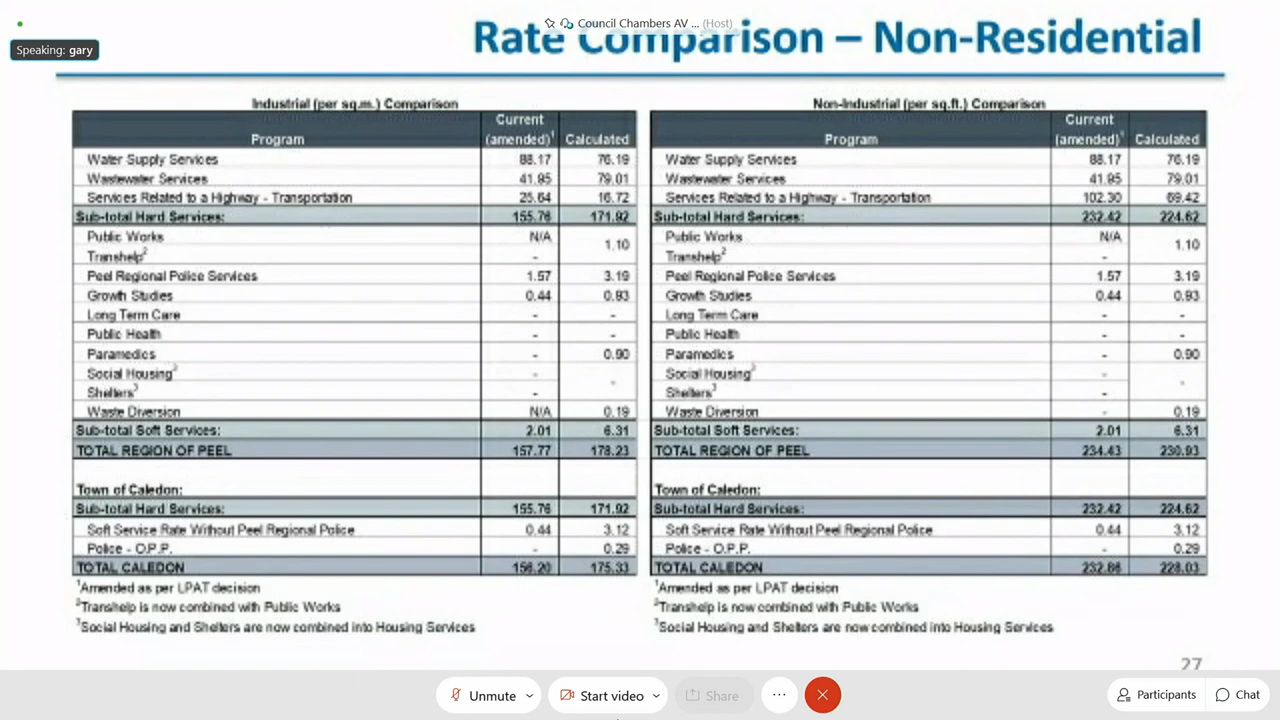 Council Chambers AV ... (Host)
Speaking: gary
Rate Comparison – Non-Residential
Industrial (per sq.m.) Comparison
Program Current (amended)1 Calculated
Water Supply Services 88.17 76.19
Wastewater Services 41.95 79.01
Services Related to a Highway - Transportation 25.64 16.72
Sub-total Hard Services: 155.76 171.92
Public Works N/A 1.10
Transhelp2 -
Peel Regional Police Services 1.57 3.19
Growth Studies 0.44 0.93
Long Term Care - -
Public Health - -
Paramedics - 0.90
Social Housing3 - -
Shelters3 -
Waste Diversion N/A 0.19
Sub-total Soft Services: 2.01 6.31
TOTAL REGION OF PEEL 157.77 178.23
Town of Caledon:
Sub-total Hard Services: 155.76 171.92
Soft Service Rate Without Peel Regional Police 0.44 3.12
Police - O.P.P. - 0.29
TOTAL CALEDON 156.20 175.33
1Amended as per LPAT decision
2Transhelp is now combined with Public Works
3Social Housing and Shelters are now combined into Housing Services
Non-Industrial (per sq.ft.) Comparison
Program Current (amended)1 Calculated
Water Supply Services 88.17 76.19
Wastewater Services 41.95 79.01
Services Related to a Highway - Transportation 102.30 69.42
Sub-total Hard Services: 232.42 224.62
Public Works N/A 1.10
Transhelp2 -
Peel Regional Police Services 1.57 3.19
Growth Studies 0.44 0.93
Long Term Care - -
Public Health - -
Paramedics - 0.90
Social Housing3 - -
Shelters3 -
Waste Diversion - 0.19
Sub-total Soft Services: 2.01 6.31
TOTAL REGION OF PEEL 234.43 230.93
Town of Caledon:
Sub-total Hard Services: 232.42 224.62
Soft Service Rate Without Peel Regional Police 0.44 3.12
Police - O.P.P. - 0.29
TOTAL CALEDON 232.86 228.03
1Amended as per LPAT decision
2Transhelp is now combined with Public Works
3Social Housing and Shelters are now combined into Housing Services
27
Unmute
Start video
Share
...
Participants
Chat